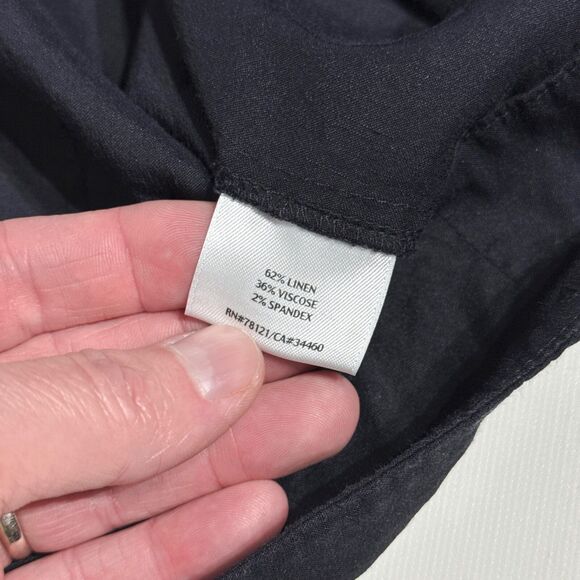 62% LINEN
36% VISCOSE
2% SPANDEX
RN#78121/CA#34460